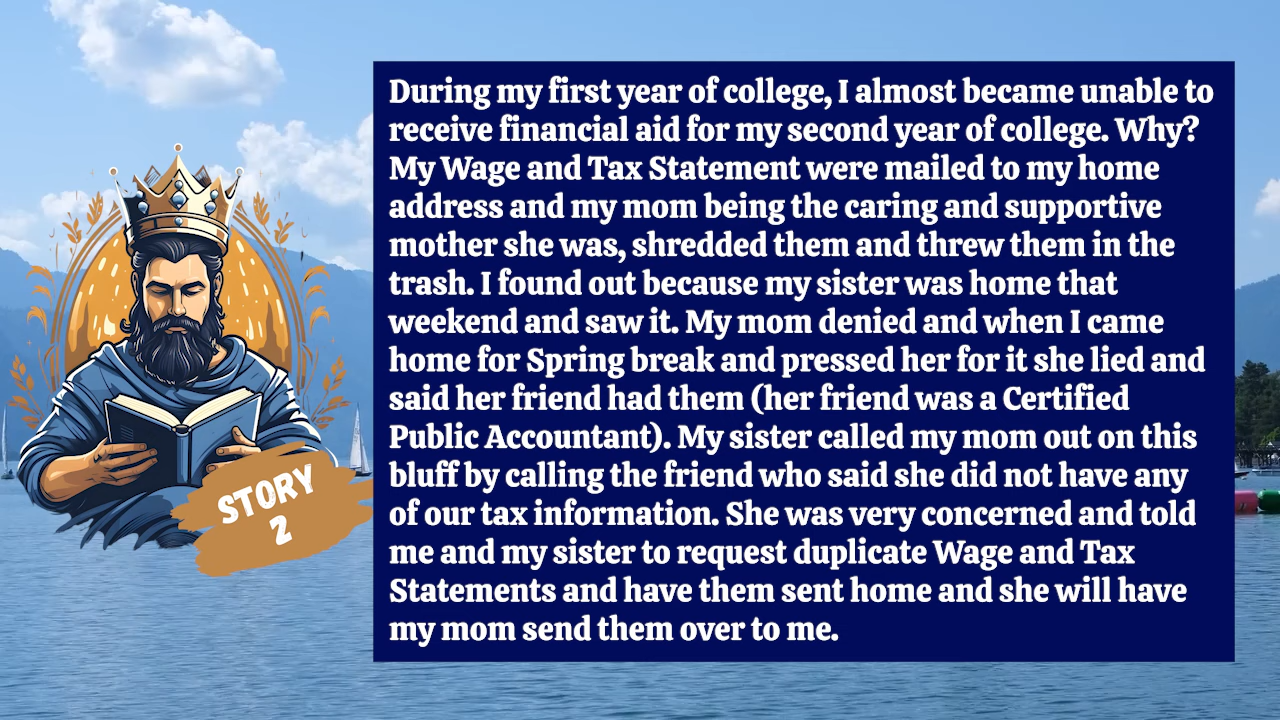 During my first year of college, I almost became unable to
receive financial aid for my second year of college. Why?
My Wage and Tax Statement were mailed to my home
address and my mom being the caring and supportive
mother she was, shredded them and threw them in the
trash. I found out because my sister was home that
weekend and saw it. My mom denied and when I came
home for Spring break and pressed her for it she lied and
said her friend had them (her friend was a Certified
Public Accountant). My sister called my mom out on this
bluff by calling the friend who said she did not have any
of our tax information. She was very concerned and told
me and my sister to request duplicate Wage and Tax
Statements and have them sent home and she will have
my mom send them over to me.
STORY
2